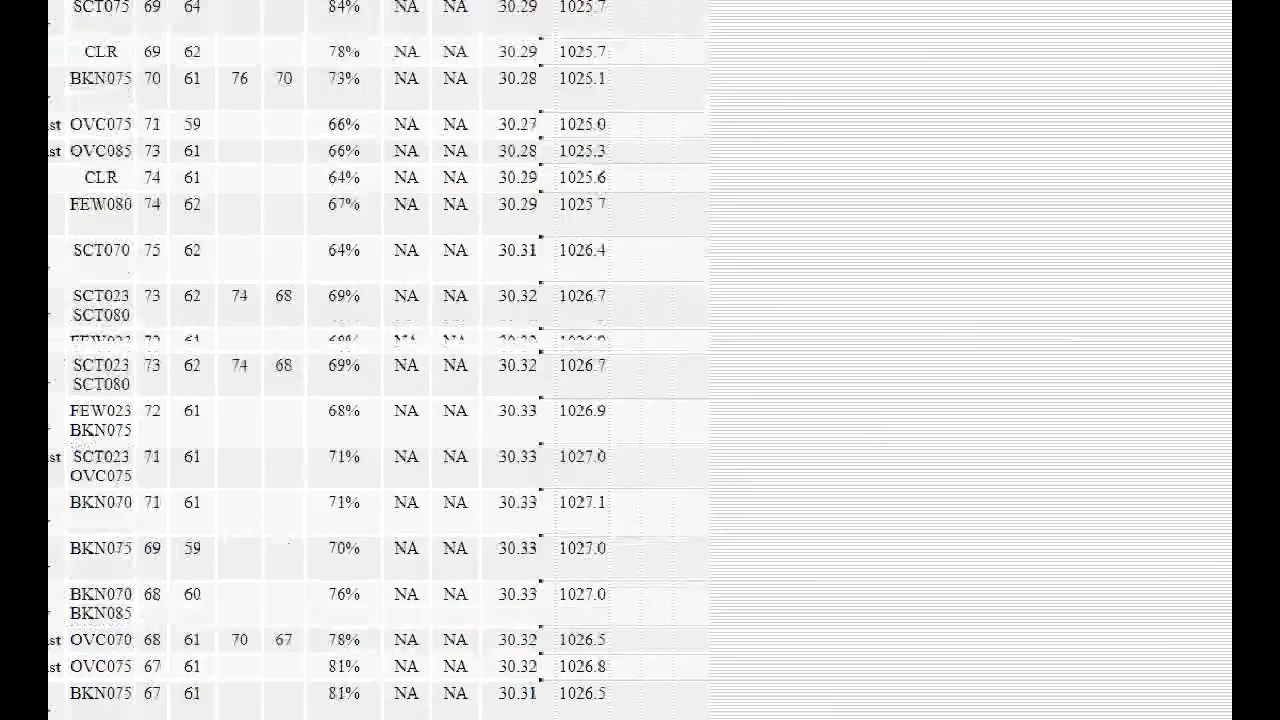 SCT075 69 64 84% NA NA 30.29 1025.7
CLR 69 62 78% NA NA 30.29 1025.7
BKN075 70 61 76 70 73% NA NA 30.28 1025.1
st OVC075 71 59 66% NA NA 30.27 1025.0
st OVC085 73 61 66% NA NA 30.28 1025.3
CLR 74 61 64% NA NA 30.29 1025.6
FEW080 74 62 67% NA NA 30.29 1025.7
SCT070 75 62 64% NA NA 30.31 1026.4
SCT023 73 62 74 68 69% NA NA 30.32 1026.7
SCT080
SCT023 73 62 74 68 69% NA NA 30.32 1026.7
SCT080
FEW023 72 61 68% NA NA 30.33 1026.9
BKN075
st SCT023 71 61 71% NA NA 30.33 1027.0
OVC075
BKN070 71 61 71% NA NA 30.33 1027.1
BKN075 69 59 70% NA NA 30.33 1027.0
BKN070 68 60 76% NA NA 30.33 1027.0
BKN085
st OVC070 68 61 70 67 78% NA NA 30.32 1026.5
st OVC075 67 61 81% NA NA 30.32 1026.8
BKN075 67 61 81% NA NA 30.31 1026.5